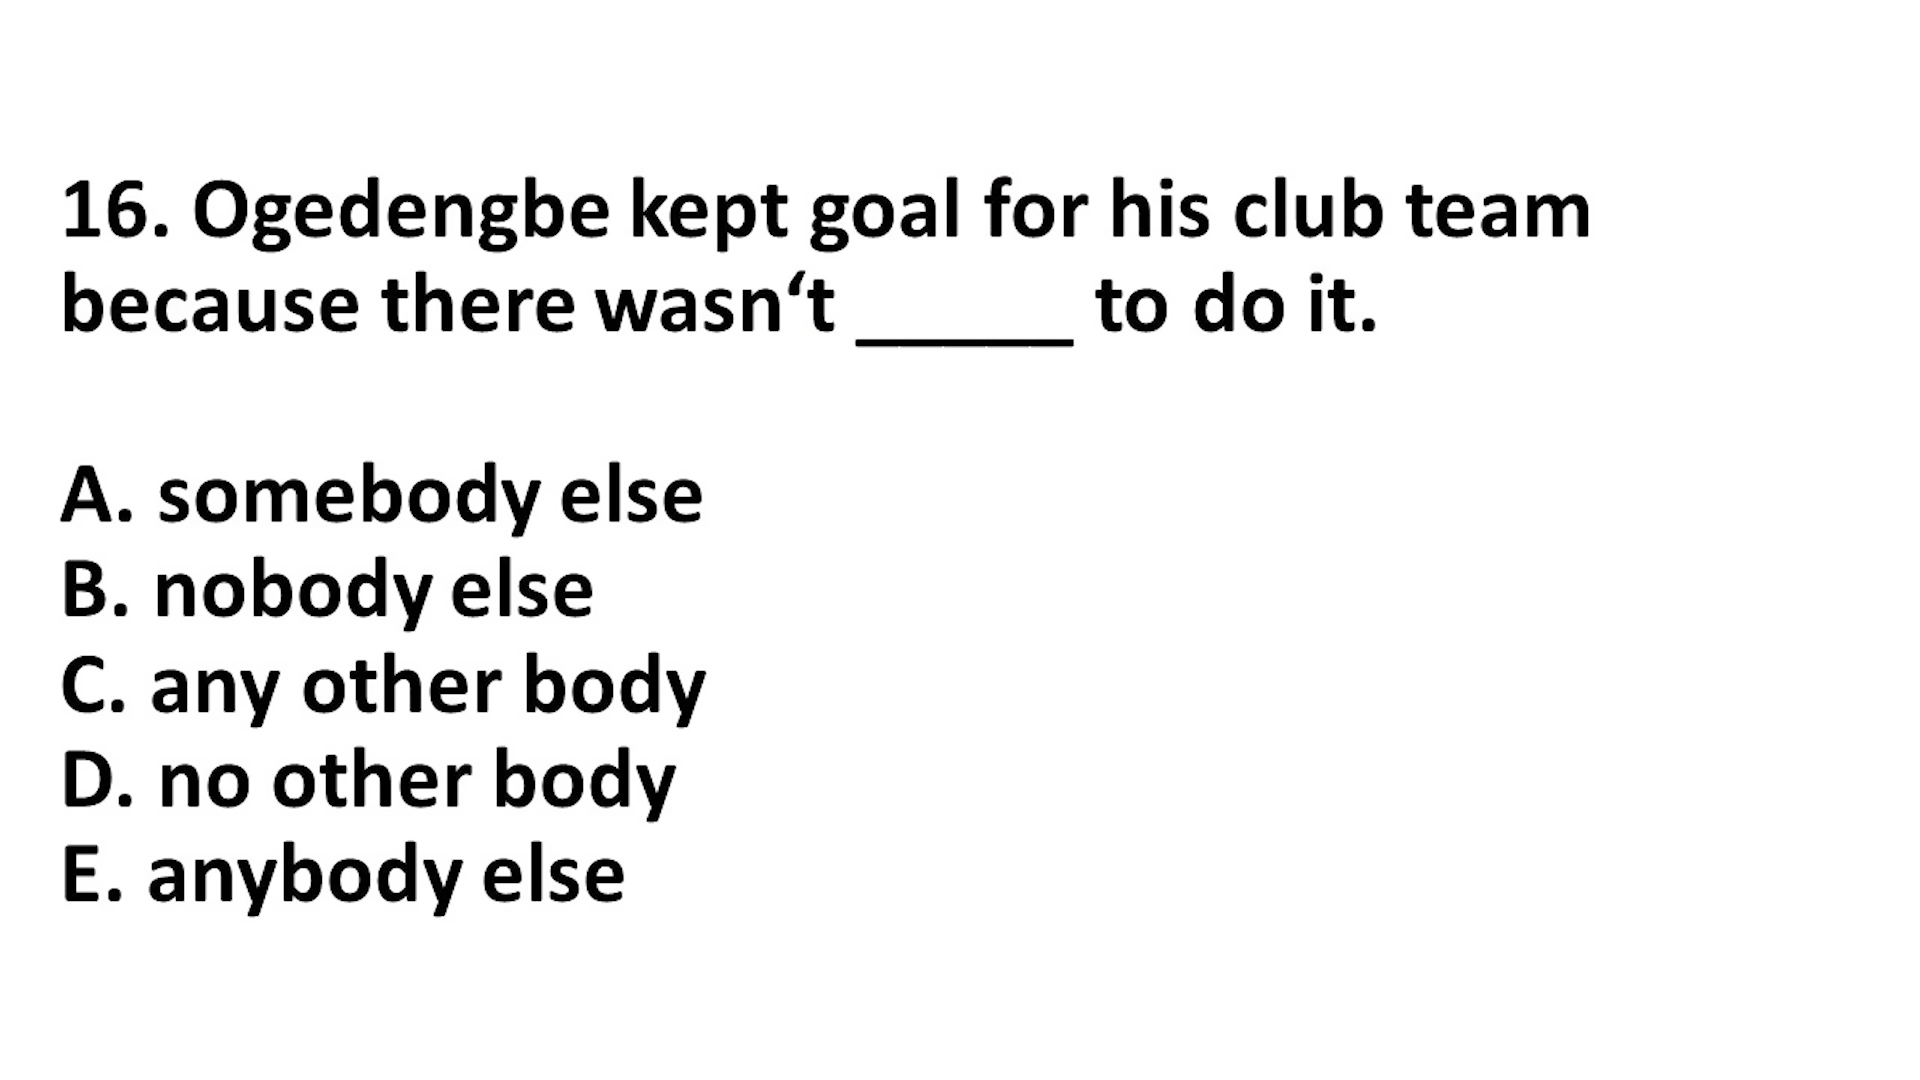 16. Ogedengbe kept goal for his club team
because there wasn‘t _____ to do it.
A. somebody else
B. nobody else
C. any other body
D. no other body
E. anybody else